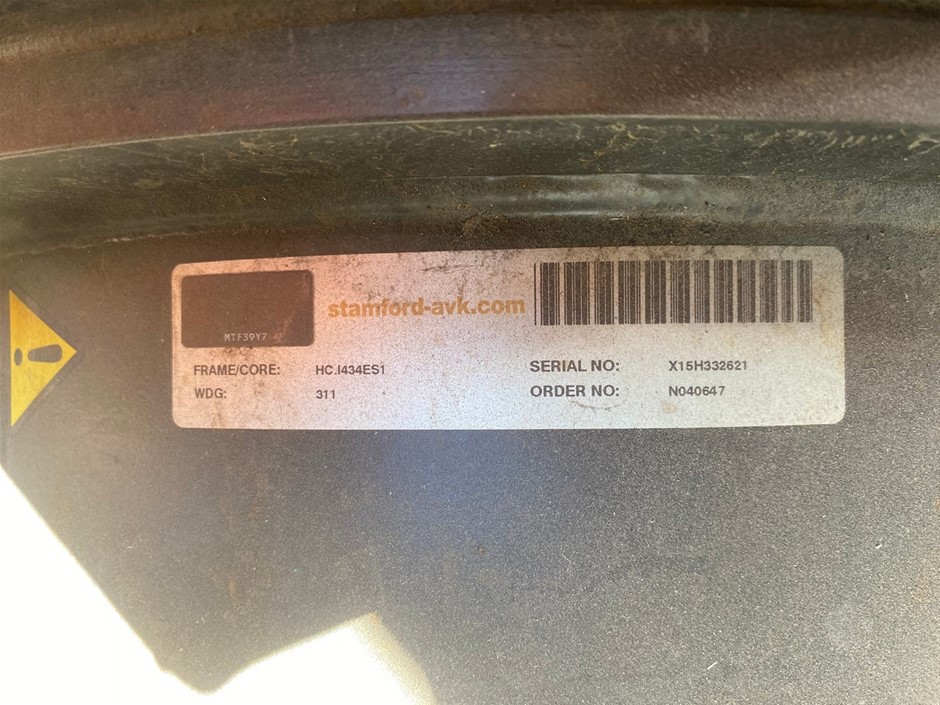 stamford-avk.com
MTF39Y7
FRAME/CORE: HC.I434ES1
WDG: 311
SERIAL NO: X15H332621
ORDER NO: N040647